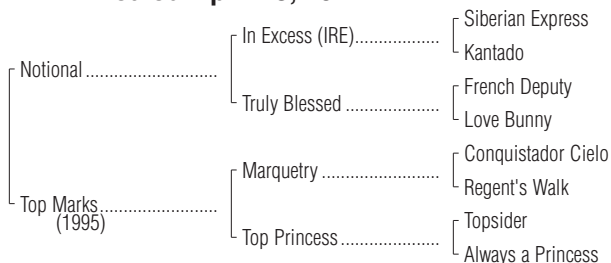 Siberian Express
In Excess (IRE)
Kantado
Notional
French Deputy
Truly Blessed
Love Bunny
Conquistador Cielo
Marquetry
Regent's Walk
Top Marks
(1995)
Topsider
Top Princess
Always a Princess